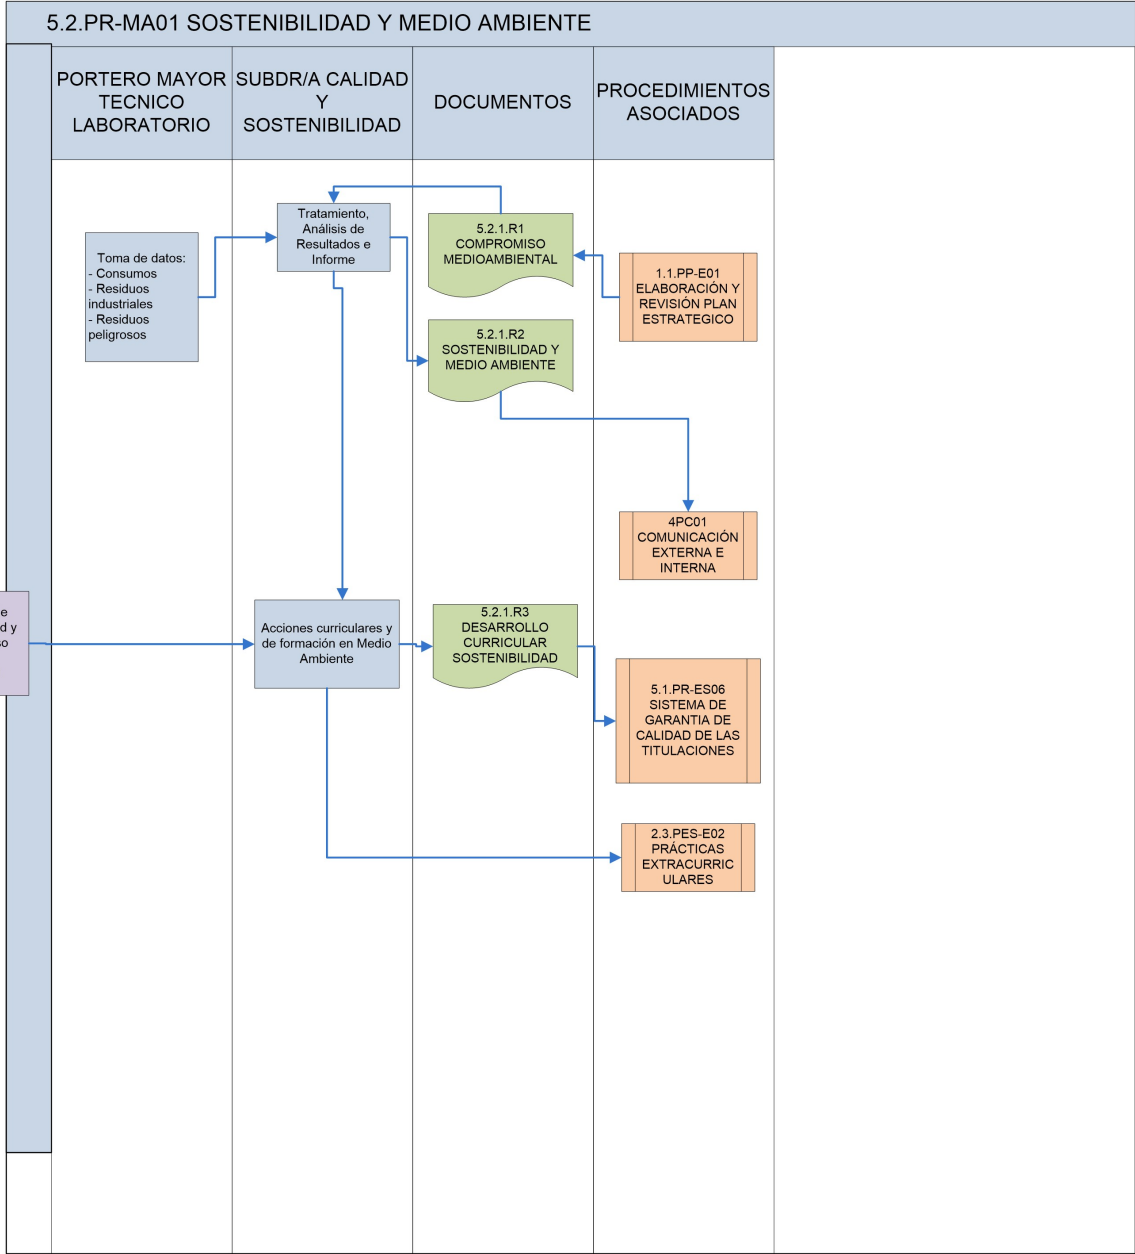 5.2.PR-MA01 SOSTENIBILIDAD Y MEDIO AMBIENTE
PORTERO MAYOR
TECNICO
LABORATORIO
SUBDR/A CALIDAD
Y
SOSTENIBILIDAD
DOCUMENTOS
PROCEDIMIENTOS
ASOCIADOS
Toma de datos:
- Consumos
- Residuos
industriales
- Residuos
peligrosos
Tratamiento,
Análisis de
Resultados e
Informe
5.2.1.R1
COMPROMISO
MEDIOAMBIENTAL
1.1.PP-E01
ELABORACIÓN Y
REVISIÓN PLAN
ESTRATEGICO
5.2.1.R2
SOSTENIBILIDAD Y
MEDIO AMBIENTE
4PC01
COMUNICACIÓN
EXTERNA E
INTERNA
e
d y
so
Acciones curriculares y
de formación en Medio
Ambiente
5.2.1.R3
DESARROLLO
CURRICULAR
SOSTENIBILIDAD
5.1.PR-ES06
SISTEMA DE
GARANTIA DE
CALIDAD DE LAS
TITULACIONES
2.3.PES-E02
PRÁCTICAS
EXTRACURRIC
ULARES